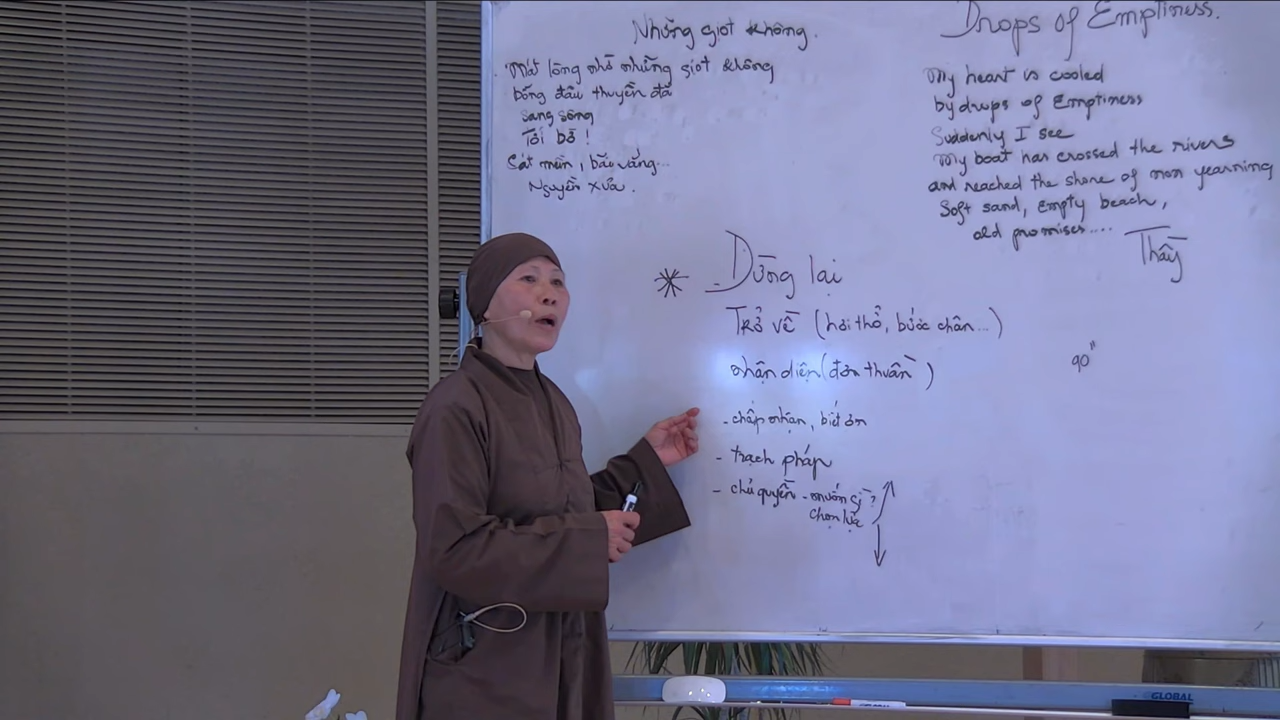 Những giọt không.
Mát lòng nhờ những giọt không
bỗng đâu thuyền đã
sang sông
Tới bờ!
Cát mềm, bãi vắng...
Nguyền xưa.
Drops of Emptiness.
My heart is cooled
by drops of Emptiness
Suddenly I see
My boat has crossed the rivers
and reached the shore of non yearning
Soft sand, Empty beach,
old promises....
Thầy
Dừng lại
Trở về (hơi thở, bước chân...)
nhận diện (đơn thuần)
90"
- chấp nhận, biết ơn
- trạch pháp
- chủ quyền - muốn gì?
chọn lựa
GLOBAL